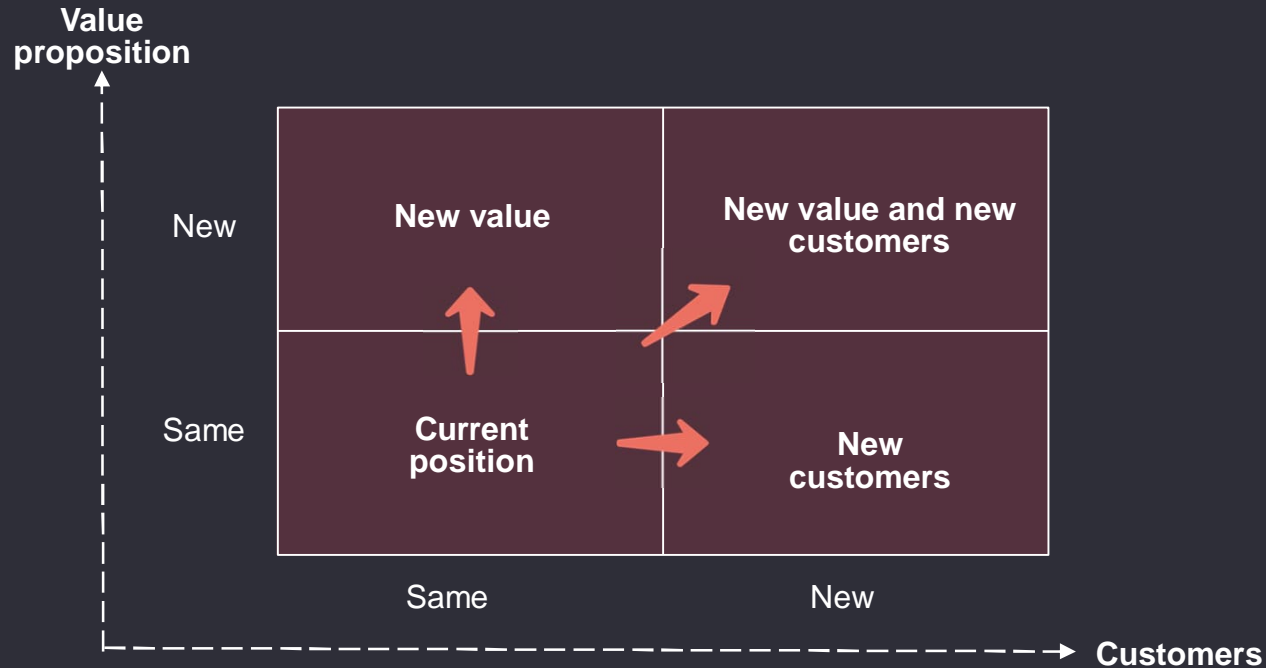 Value
proposition
New
New value
New value and new
customers
Same
Current
position
New
customers
Same
New
Customers